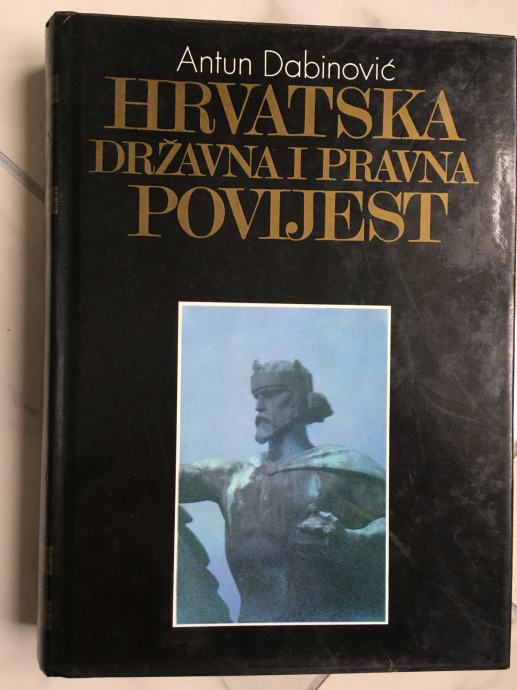 Antun Dabinović
HRVATSKA
DRŽAVNA I PRAVNA
POVIJEST